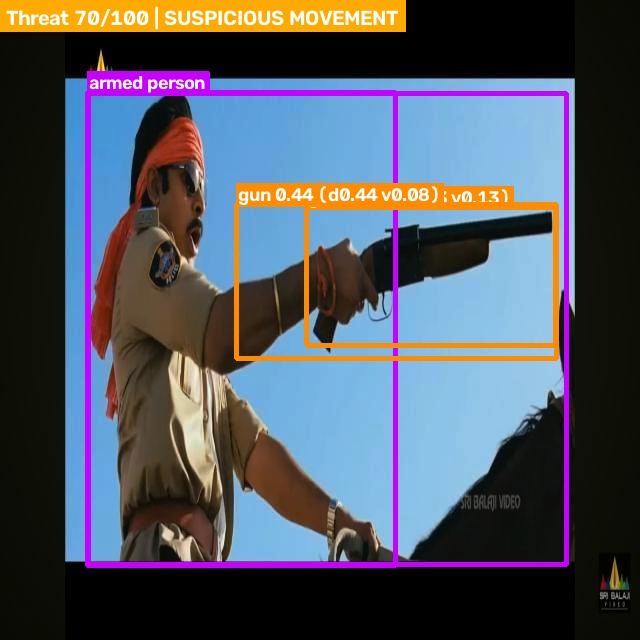 Threat 70/100 | SUSPICIOUS MOVEMENT
armed person
gun 0.44 (d0.44 v0.08)
v0.13)
SRI BALAJI VIDEO
SRI BALAJI
VIDEO